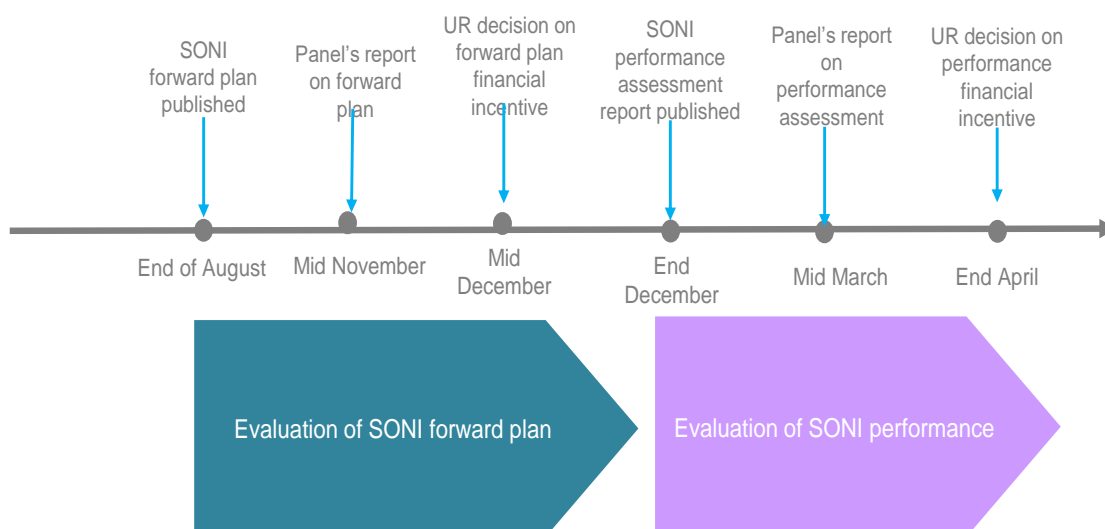 SONI
forward plan
published
Panel's report
on forward
plan
UR decision on
forward plan
financial
incentive
SONI
performance
assessment
report published
Panel's report
on
performance
assessment
UR decision on
performance
financial
incentive
End of August
Mid November
Mid
December
End
December
Mid March
End April
Evaluation of SONI forward plan
Evaluation of SONI performance